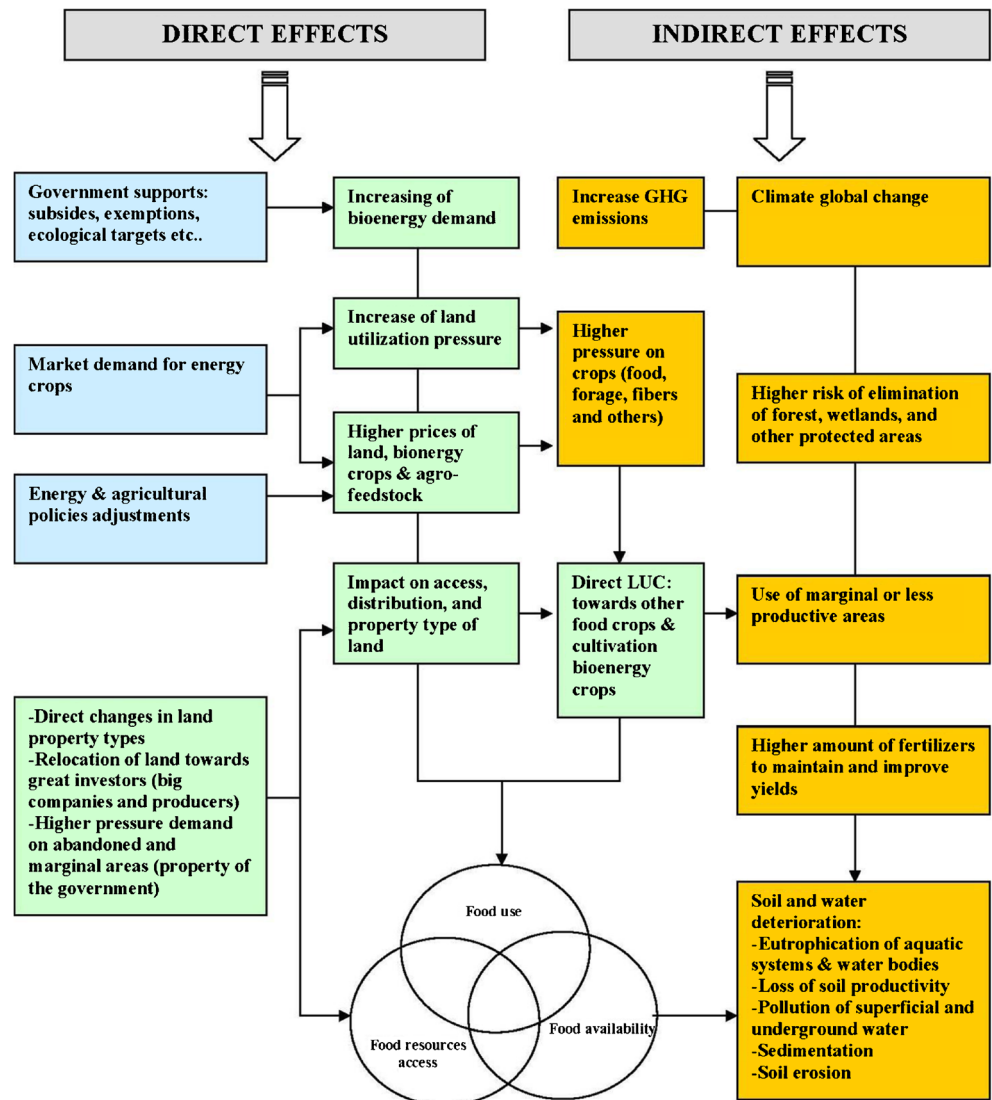 DIRECT EFFECTS
INDIRECT EFFECTS
Government supports:
subsides, exemptions,
ecological targets etc..
Increasing of
bioenergy demand
Increase GHG
emissions
Climate global change
Market demand for energy
crops
Increase of land
utilization pressure
Higher
pressure on
crops (food,
forage, fibers
and others)
Higher risk of elimination
of forest, wetlands, and
other protected areas
Higher prices of
land, bionergy
crops & agro-
feedstock
Energy & agricultural
policies adjustments
Impact on access,
distribution, and
property type of
land
Direct LUC:
towards other
food crops &
cultivation
bioenergy
crops
Use of marginal or less
productive areas
-Direct changes in land
property types
-Relocation of land towards
great investors (big
companies and producers)
-Higher pressure demand
on abandoned and
marginal areas (property of
the government)
Higher amount of fertilizers
to maintain and improve
yields
Food use
Food resources
access
Food availability
Soil and water
deterioration:
-Eutrophication of aquatic
systems & water bodies
-Loss of soil productivity
-Pollution of superficial and
underground water
-Sedimentation
-Soil erosion